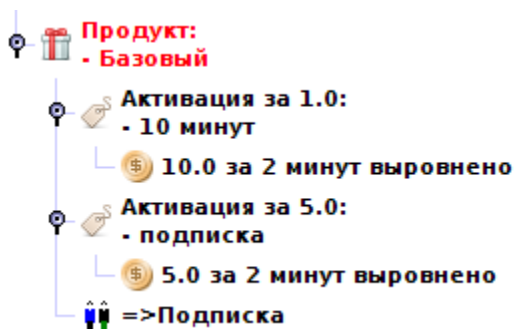 Продукт:
- Базовый
Активация за 1.0:
- 10 минут
10.0 за 2 минут выровнено
Активация за 5.0:
- подписка
5.0 за 2 минут выровнено
=>Подписка